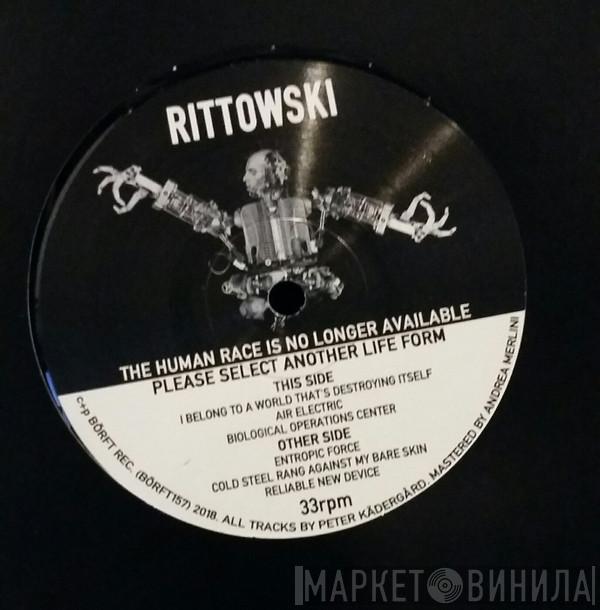 RITTOWSKI
THE HUMAN RACE IS NO LONGER AVAILABLE
PLEASE SELECT ANOTHER LIFE FORM
THIS SIDE
I BELONG TO A WORLD THAT'S DESTROYING ITSELF
AIR ELECTRIC
BIOLOGICAL OPERATIONS CENTER
OTHER SIDE
ENTROPIC FORCE
COLD STEEL RANG AGAINST MY BARE SKIN
RELIABLE NEW DEVICE
33rpm
c+p BÖRFT REC. (BÖRFT157) 2018. ALL TRACKS BY PETER KÄDERGÅRD. MASTERED BY ANDREA MERLINI
МАРКЕТ ВИНИЛА